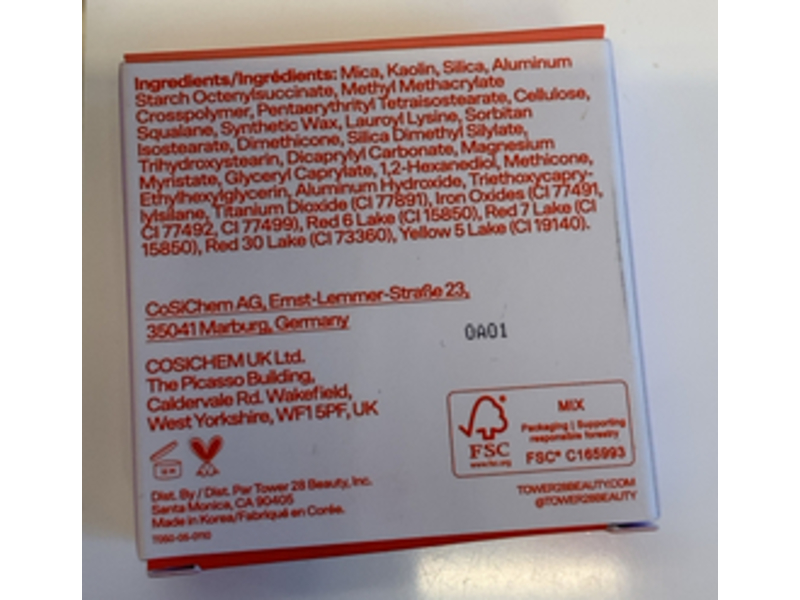 Ingredients/Ingrédients: Mica, Kaolin, Silica, Aluminum
Starch Octenylsuccinate, Methyl Methacrylate
Crosspolymer, Pentaerythrityl Tetraisostearate, Cellulose,
Squalane, Synthetic Wax, Lauroyl Lysine, Sorbitan
Isostearate, Dimethicone, Silica Dimethyl Silylate,
Trihydroxystearin, Dicaprylyl Carbonate, Magnesium
Myristate, Glyceryl Caprylate, 1,2-Hexanediol, Methicone,
Ethylhexylglycerin, Aluminum Hydroxide, Triethoxycapry-
lylsilane, Titanium Dioxide (CI 77891), Iron Oxides (CI 77491,
CI 77492, CI 77499), Red 6 Lake (CI 15850), Red 7 Lake (CI
15850), Red 30 Lake (CI 73360), Yellow 5 Lake (CI 19140).
CoSiChem AG, Ernst-Lemmer-Straße 23,
35041 Marburg, Germany
0A01
COSICHEM UK Ltd.
The Picasso Building,
Caldervale Rd. Wakefield,
West Yorkshire, WF1 5PF, UK
FSC
www.fsc.org
MIX
Packaging | Supporting
responsible forestry
FSC® C165993
Dist. By / Dist. Par Tower 28 Beauty, Inc.
Santa Monica, CA 90405
Made in Korea/Fabriqué en Corée.
TOWER28BEAUTY.COM
@TOWER28BEAUTY